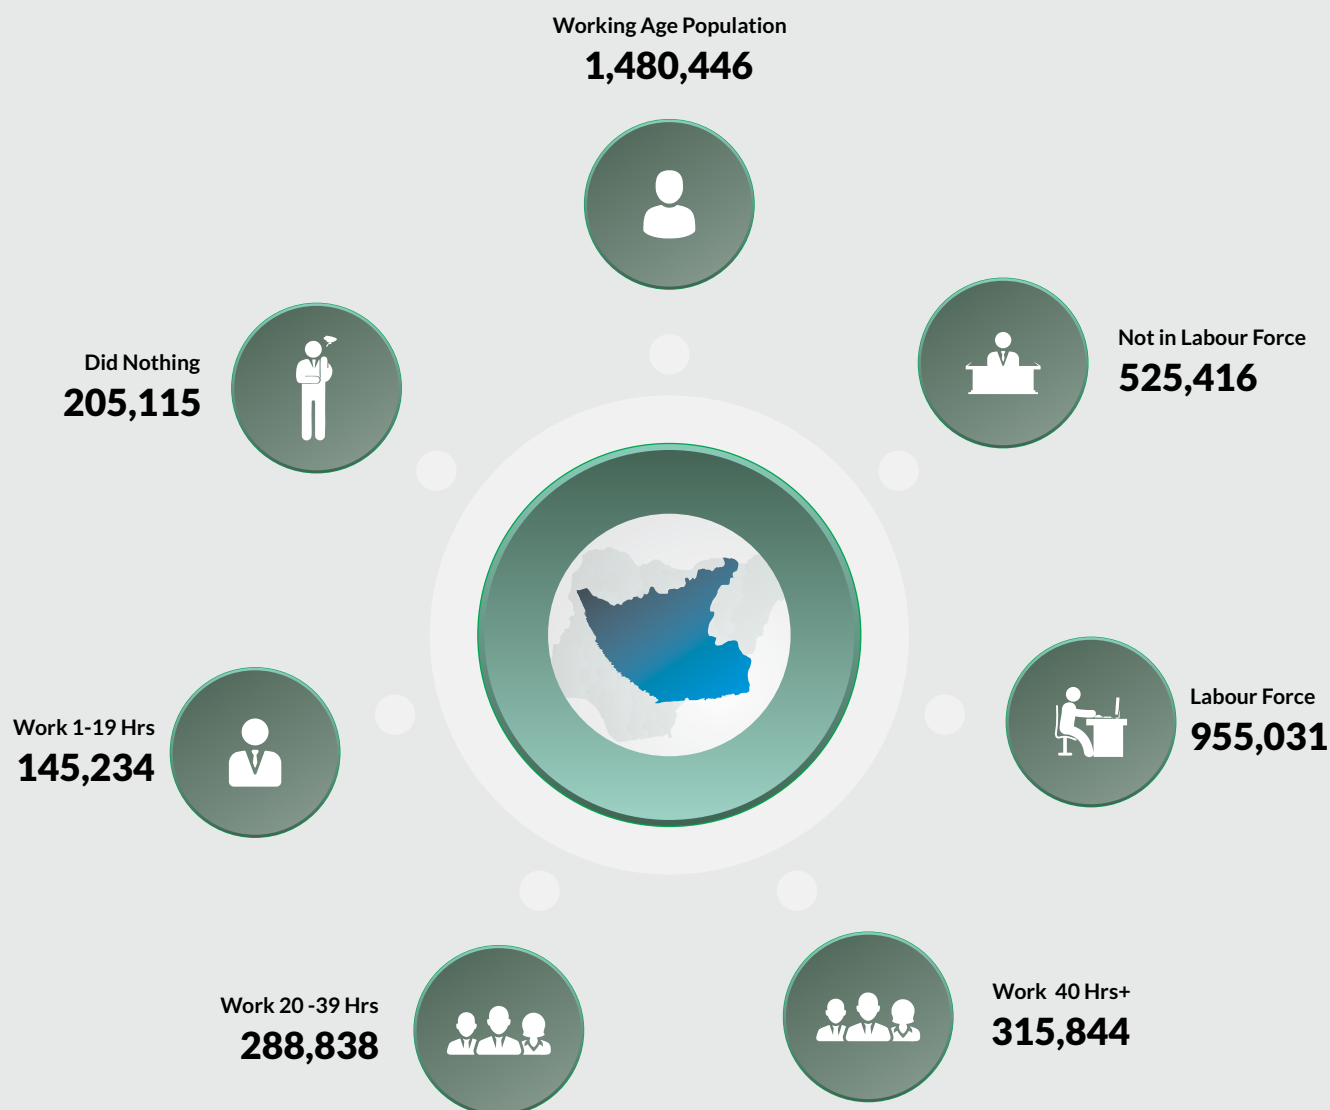 Working Age Population
1,480,446
Not in Labour Force
525,416
Did Nothing
205,115
Labour Force
955,031
Work 1-19 Hrs
145,234
Work 40 Hrs+
315,844
Work 20 -39 Hrs
288,838